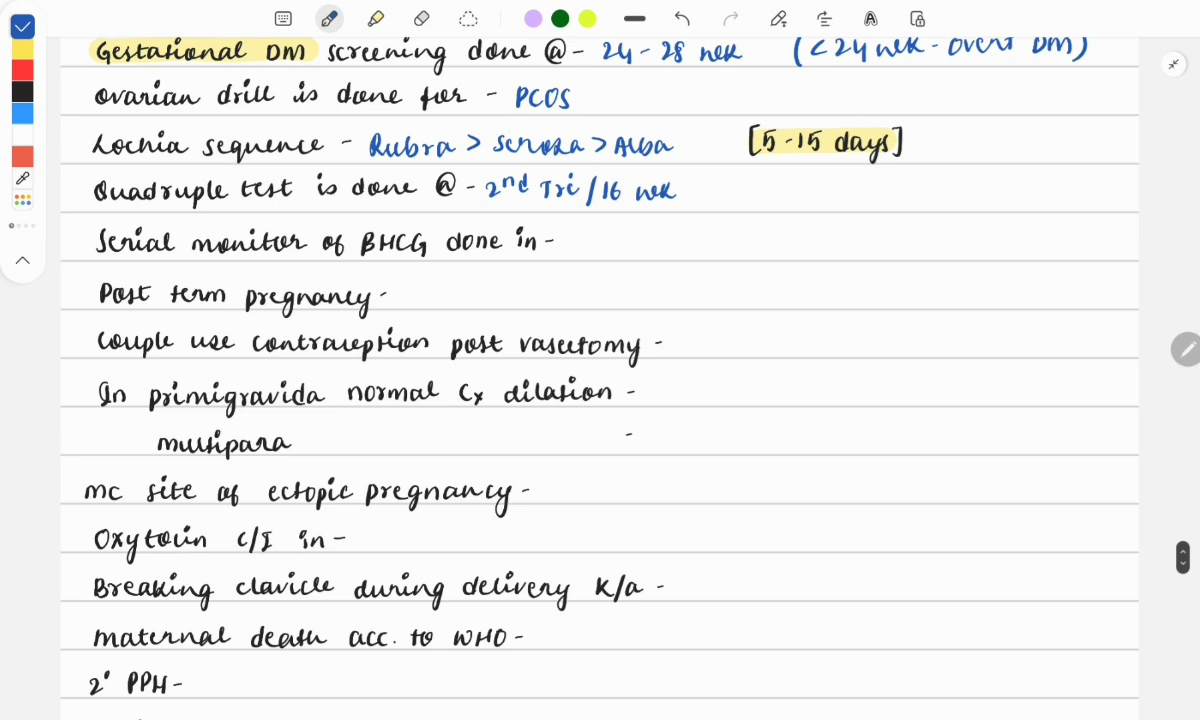 Gestational DM screening done @ - 24 - 28 wek (<24 wek - Overt DM)
Ovarian drill is done for - PCOS
Lochia sequence - Rubra > Serosa > Alba [5-15 days]
Quadruple test is done @ - 2nd Tri / 16 wek
Serial monitor of BHCG done in -
Post term pregnancy -
Couple use contraception post vasectomy -
In primigravida normal Cx dilation -
multipara -
mc site of ectopic pregnancy -
Oxytocin C/I in -
Breaking clavicle during delivery K/a -
Maternal death acc. to WHO -
2° PPH -